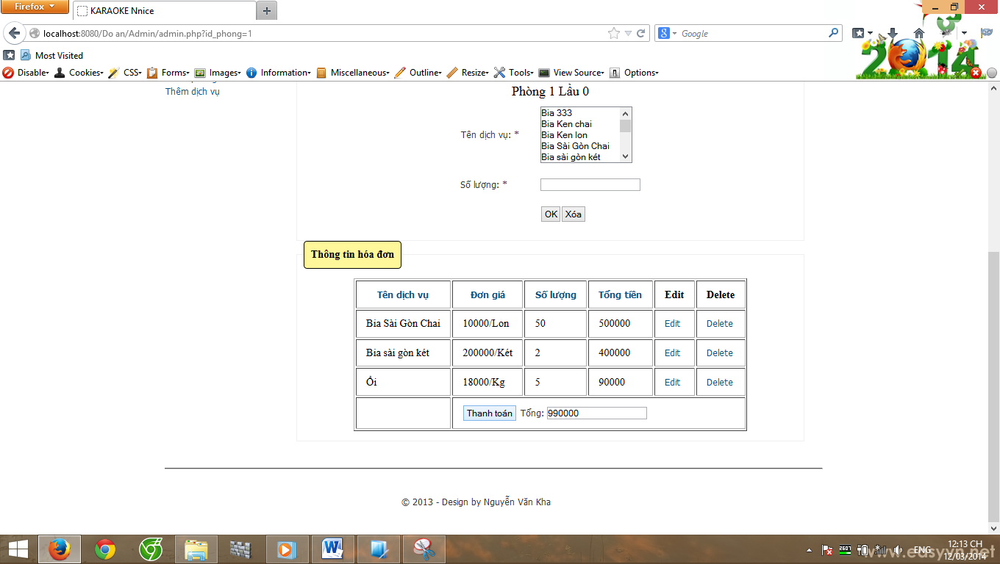 Firefox
KARAOKE Nnice
localhost:8080/Do an/Admin/admin.php?id_phong=1
Google
2014
Most Visited
Disable Cookies CSS Forms Images Information Miscellaneous Outline Resize Tools View Source Options
Thêm dịch vụ
Phòng 1 Lầu 0
Tên dịch vụ: *
Bia 333
Bia Ken chai
Bia Ken lon
Bia Sài Gòn Chai
Bia sài gòn két
Số lượng: *
OK Xóa
Thông tin hóa đơn
Tên dịch vụ Đơn giá Số lượng Tổng tiền Edit Delete
Bia Sài Gòn Chai 10000/Lon 50 500000 Edit Delete
Bia sài gòn két 200000/Két 2 400000 Edit Delete
Ổi 18000/Kg 5 90000 Edit Delete
Thanh toán Tổng: 990000
© 2013 - Design by Nguyễn Văn Kha
ENG
12:13 CH
12/03/2014
www.easyvn.net